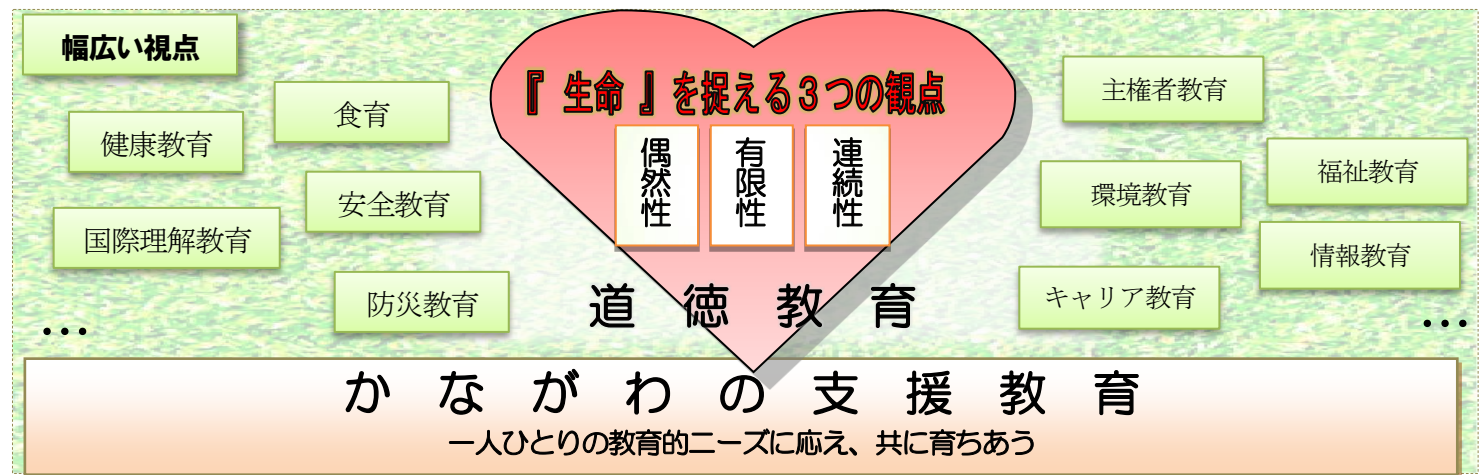 幅広い視点
『 生命 』を捉える３つの観点
偶然性
有限性
連続性
食育
健康教育
安全教育
国際理解教育
防災教育
…
主権者教育
福祉教育
環境教育
情報教育
キャリア教育
…
道徳教育
かながわの支援教育
一人ひとりの教育的ニーズに応え、共に育ちあう